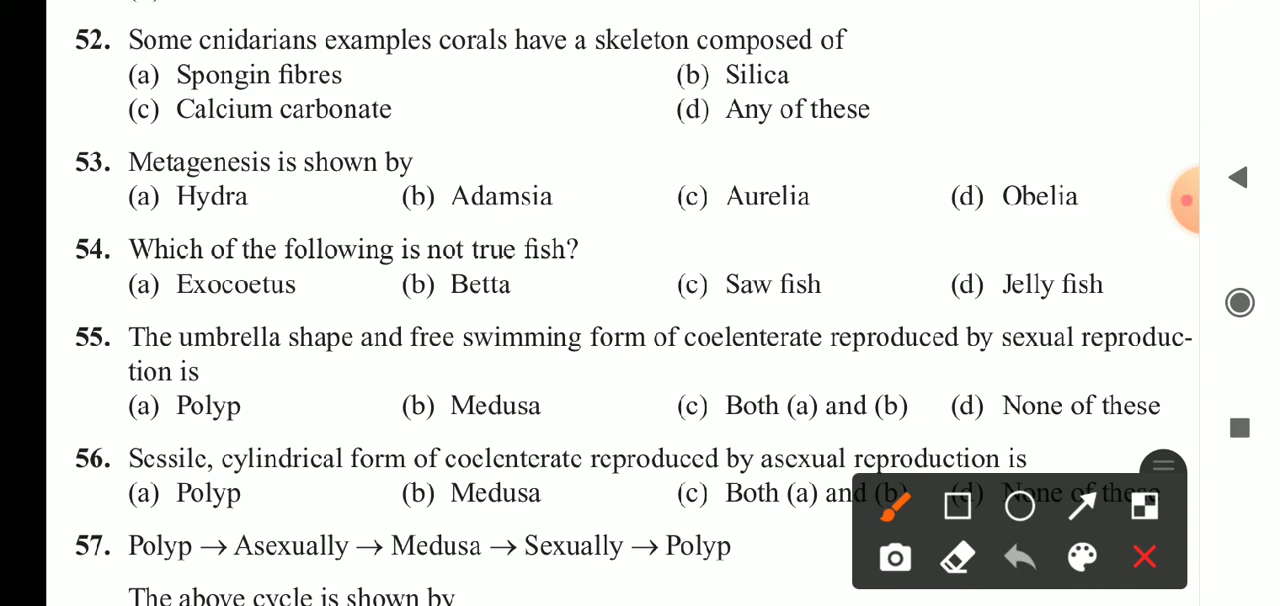 52. Some cnidarians examples corals have a skeleton composed of
(a) Spongin fibres (b) Silica
(c) Calcium carbonate (d) Any of these
53. Metagenesis is shown by
(a) Hydra (b) Adamsia (c) Aurelia (d) Obelia
54. Which of the following is not true fish?
(a) Exocoetus (b) Betta (c) Saw fish (d) Jelly fish
55. The umbrella shape and free swimming form of coelenterate reproduced by sexual reproduc-
tion is
(a) Polyp (b) Medusa (c) Both (a) and (b) (d) None of these
56. Sessile, cylindrical form of coelenterate reproduced by asexual reproduction is
(a) Polyp (b) Medusa (c) Both (a) and (b) (d) None of these
57. Polyp → Asexually → Medusa → Sexually → Polyp
The above cycle is shown by